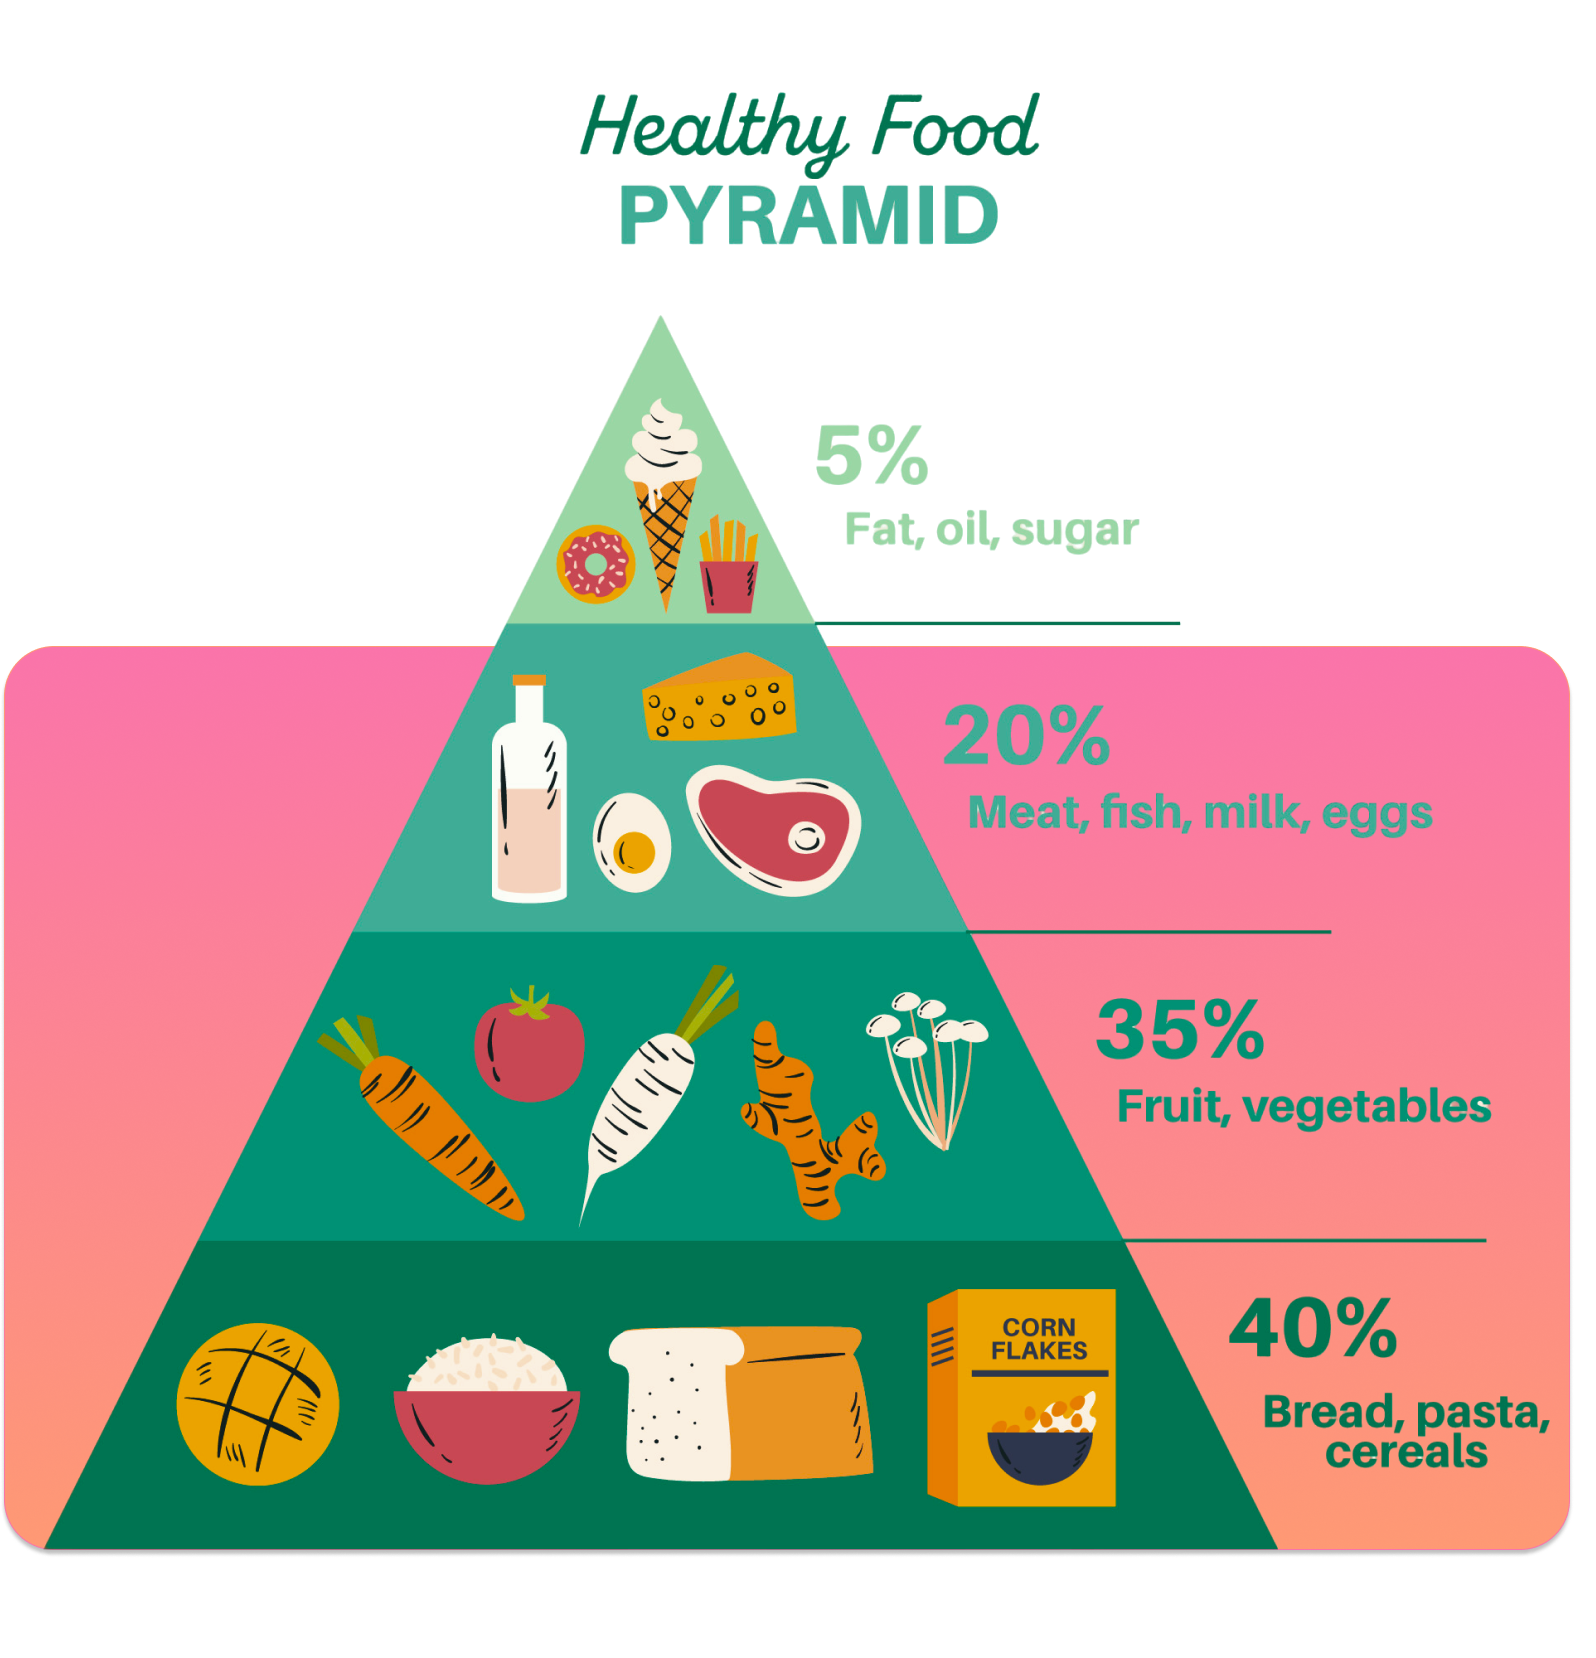 Healthy Food
PYRAMID
5%
Fat, oil, sugar
20%
Meat, fish, milk, eggs
35%
Fruit, vegetables
40%
Bread, pasta,
cereals
CORN
FLAKES